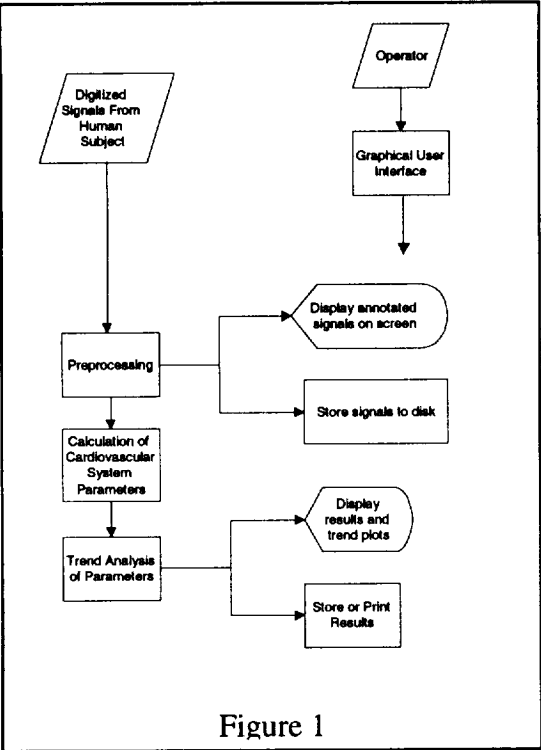 Operator
Digitized
Signals From
Human
Subject
Graphical User
Interface
Display annotated
signals on screen
Preprocessing
Store signals to disk
Calculation of
Cardiovascular
System
Parameters
Display
results and
trend plots
Trend Analysis
of Parameters
Store or Print
Results
Figure 1